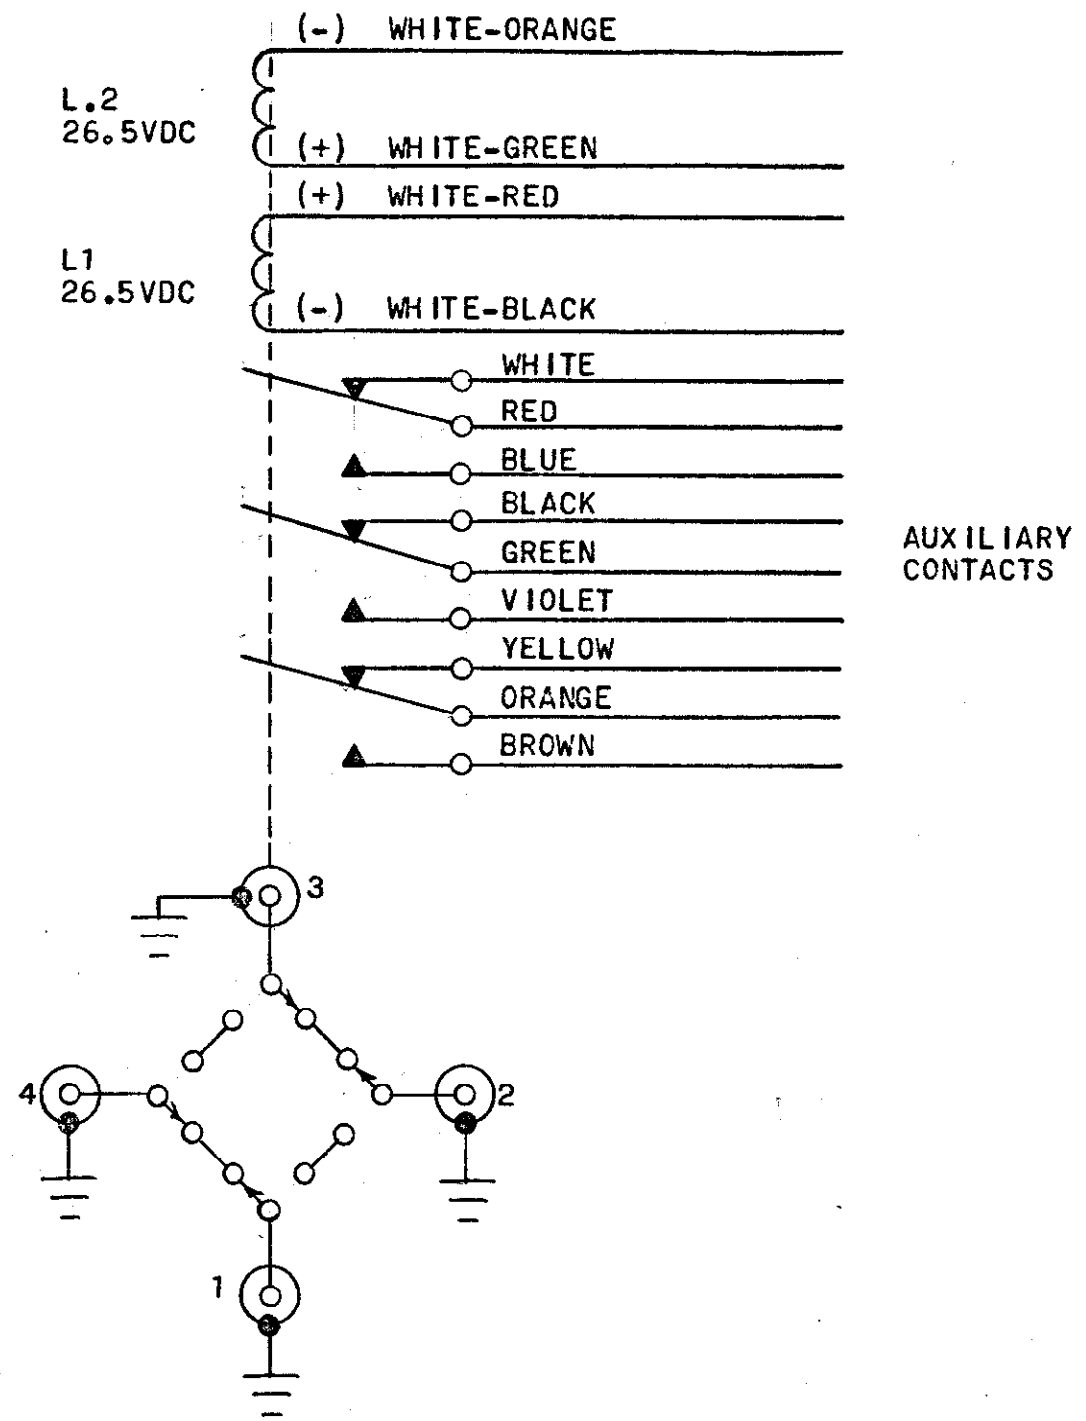 (-) WHITE-ORANGE
L.2
26.5VDC
(+) WHITE-GREEN
(+) WHITE-RED
L1
26.5VDC
(-) WHITE-BLACK
WHITE
RED
BLUE
BLACK
GREEN
AUXILIARY
CONTACTS
VIOLET
YELLOW
ORANGE
BROWN
3
4
2
1